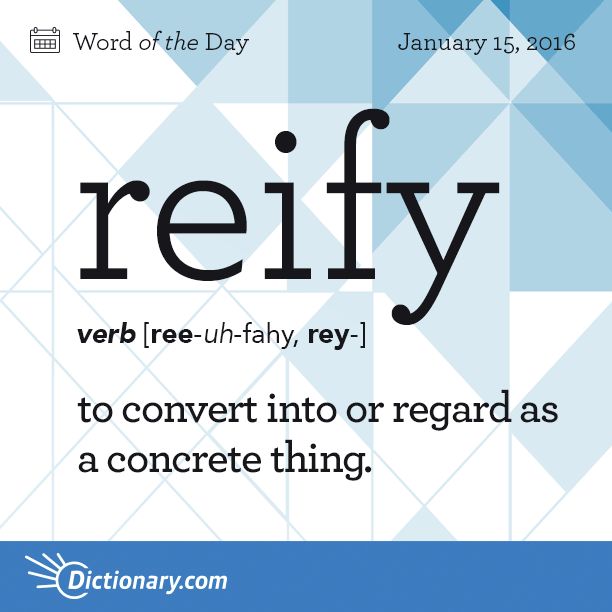 Word of the Day
January 15, 2016
reify
verb [ree-uh-fahy, rey-]
to convert into or regard as
a concrete thing.
Dictionary.com